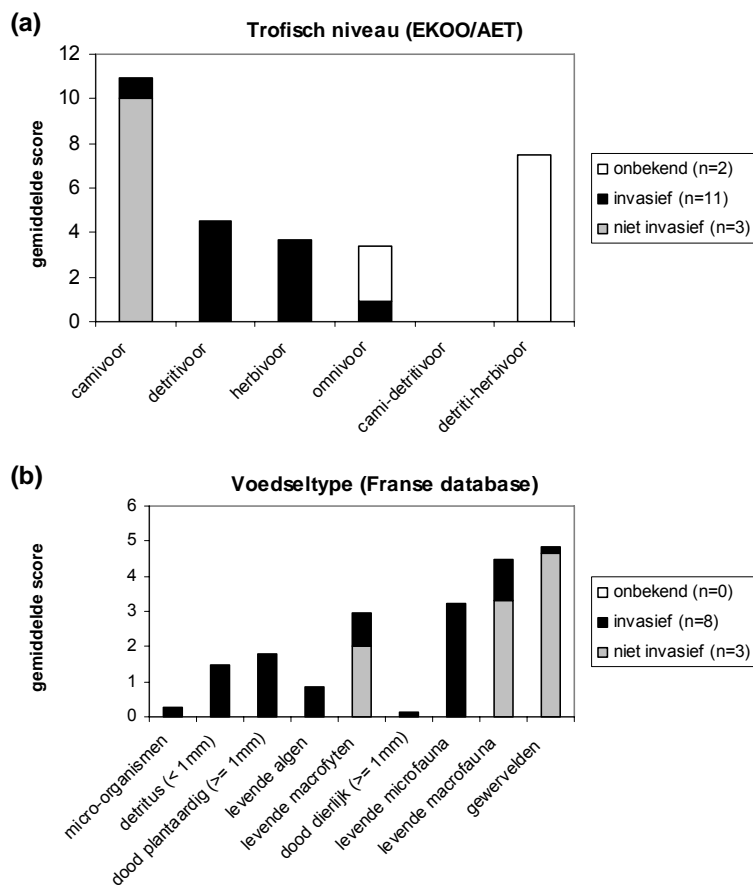 (a)
Trofisch niveau (EKOO/AET)
gemiddelde score
12
10
8
6
4
2
0
carnivoor
detritivoor
herbivoor
omnivoor
carni-detritivoor
detriti-herbivoor
onbekend (n=2)
invasief (n=11)
niet invasief (n=3)
(b)
Voedseltype (Franse database)
gemiddelde score
6
5
4
3
2
1
0
micro-organismen
detritus (< 1mm)
dood plantaardig (>= 1mm)
levende algen
levende macrofyten
dood dierlijk (>= 1mm)
levende microfauna
levende macrofauna
gewervelden
onbekend (n=0)
invasief (n=8)
niet invasief (n=3)